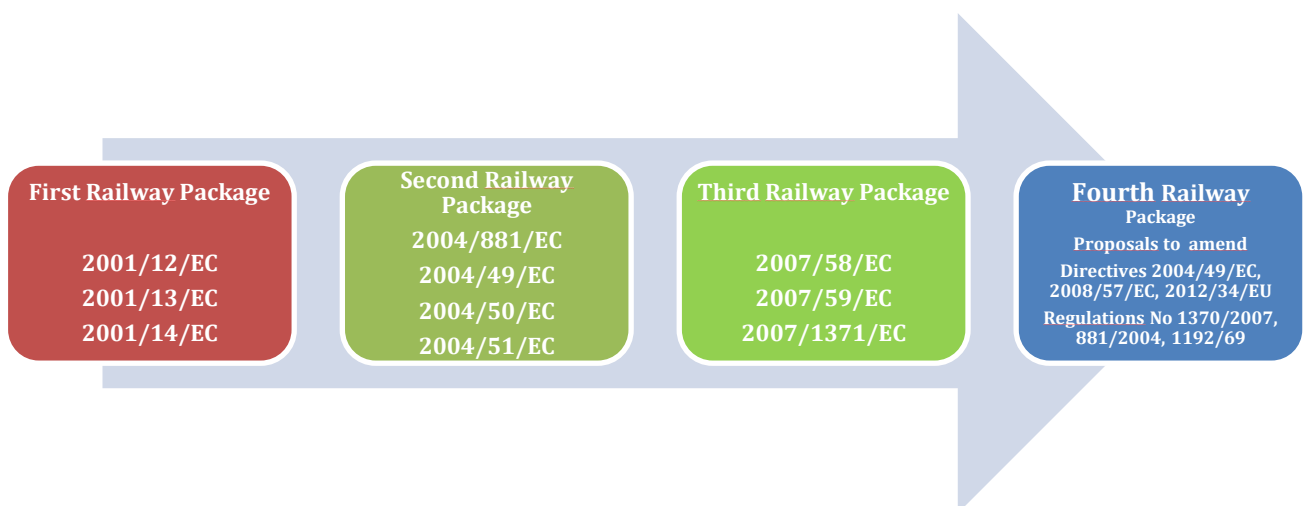 First Railway Package
2001/12/EC
2001/13/EC
2001/14/EC
Second Railway
Package
2004/881/EC
2004/49/EC
2004/50/EC
2004/51/EC
Third Railway Package
2007/58/EC
2007/59/EC
2007/1371/EC
Fourth Railway
Package
Proposals to amend
Directives 2004/49/EC,
2008/57/EC, 2012/34/EU
Regulations No 1370/2007,
881/2004, 1192/69